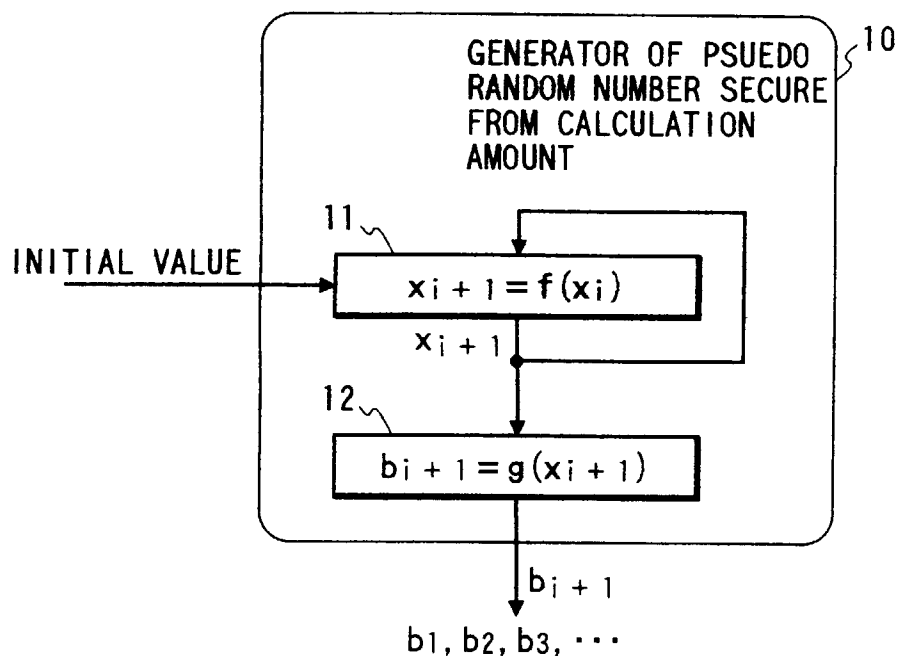 10
GENERATOR OF PSUEDO
RANDOM NUMBER SECURE
FROM CALCULATION
AMOUNT
11
INITIAL VALUE
xi + 1 = f(xi)
xi + 1
12
bi + 1 = g(xi + 1)
bi + 1
b1, b2, b3, ···